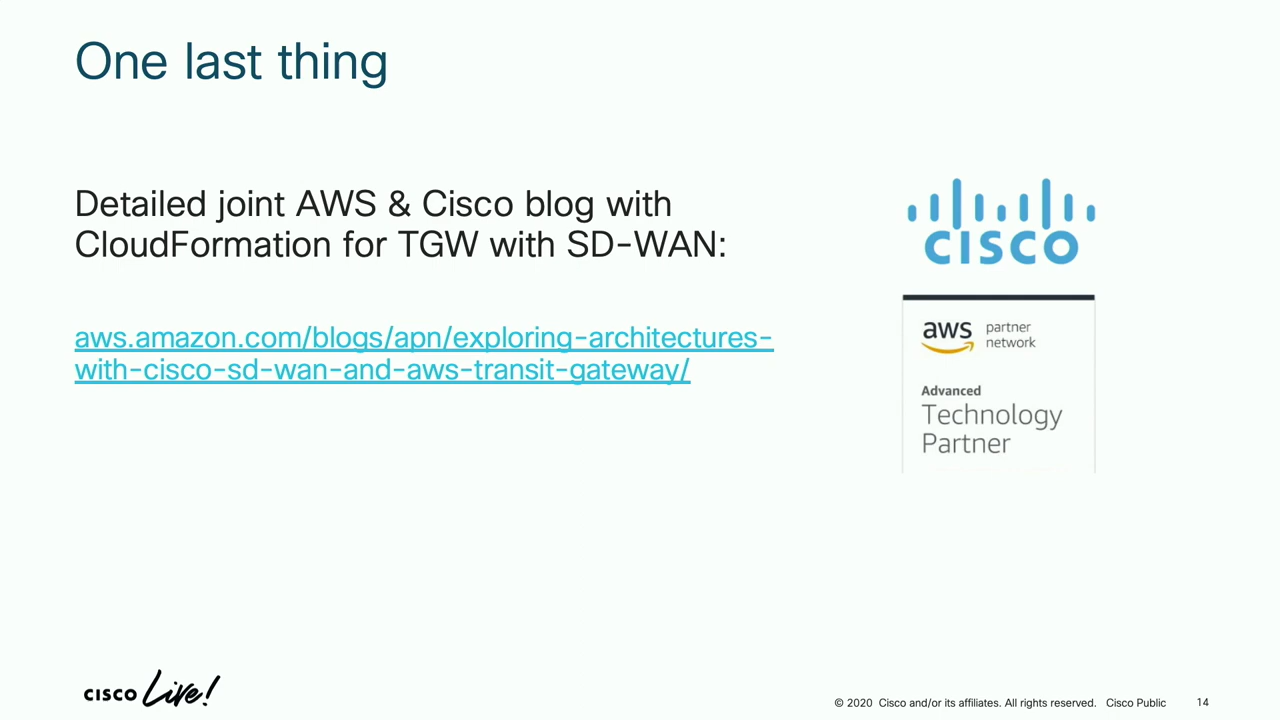 One last thing
Detailed joint AWS & Cisco blog with
CloudFormation for TGW with SD-WAN:
aws.amazon.com/blogs/apn/exploring-architectures-
with-cisco-sd-wan-and-aws-transit-gateway/
CISCO
aws partner
network
Advanced
Technology
Partner
CISCO Live!
© 2020 Cisco and/or its affiliates. All rights reserved. Cisco Public 14